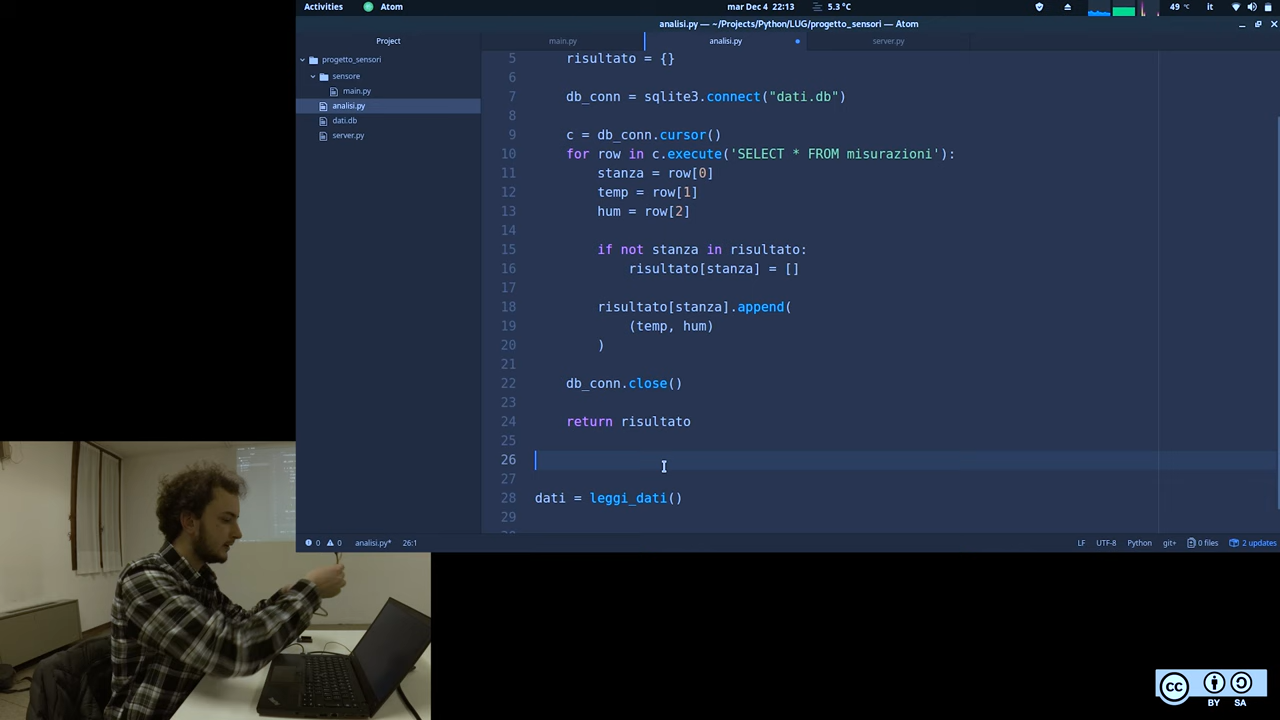 Activities Atom mar Dec 4 22:13 5.3 °C 49 °C it
analisi.py — ~/Projects/Python/LUG/progetto_sensori — Atom
Project main.py analisi.py server.py
progetto_sensori
sensore
main.py
analisi.py
dati.db
server.py
5 risultato = {}
6
7 db_conn = sqlite3.connect("dati.db")
8
9 c = db_conn.cursor()
10 for row in c.execute('SELECT * FROM misurazioni'):
11 stanza = row[0]
12 temp = row[1]
13 hum = row[2]
14
15 if not stanza in risultato:
16 risultato[stanza] = []
17
18 risultato[stanza].append(
19 (temp, hum)
20 )
21
22 db_conn.close()
23
24 return risultato
25
26
27
28 dati = leggi_dati()
29
0 0 analisi.py* 26:1 LF UTF-8 Python git+ 0 files 2 updates
cc BY SA